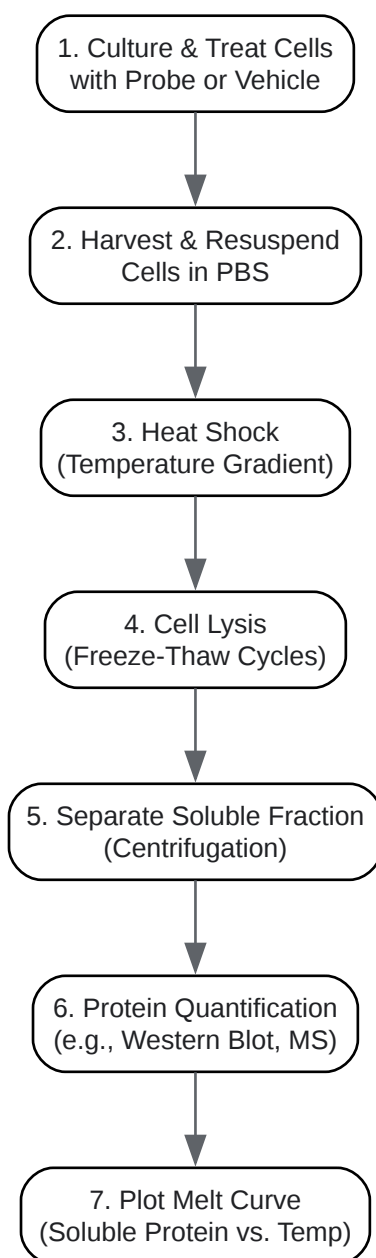 1. Culture & Treat Cells
with Probe or Vehicle
2. Harvest & Resuspend
Cells in PBS
3. Heat Shock
(Temperature Gradient)
4. Cell Lysis
(Freeze-Thaw Cycles)
5. Separate Soluble Fraction
(Centrifugation)
6. Protein Quantification
(e.g., Western Blot, MS)
7. Plot Melt Curve
(Soluble Protein vs. Temp)